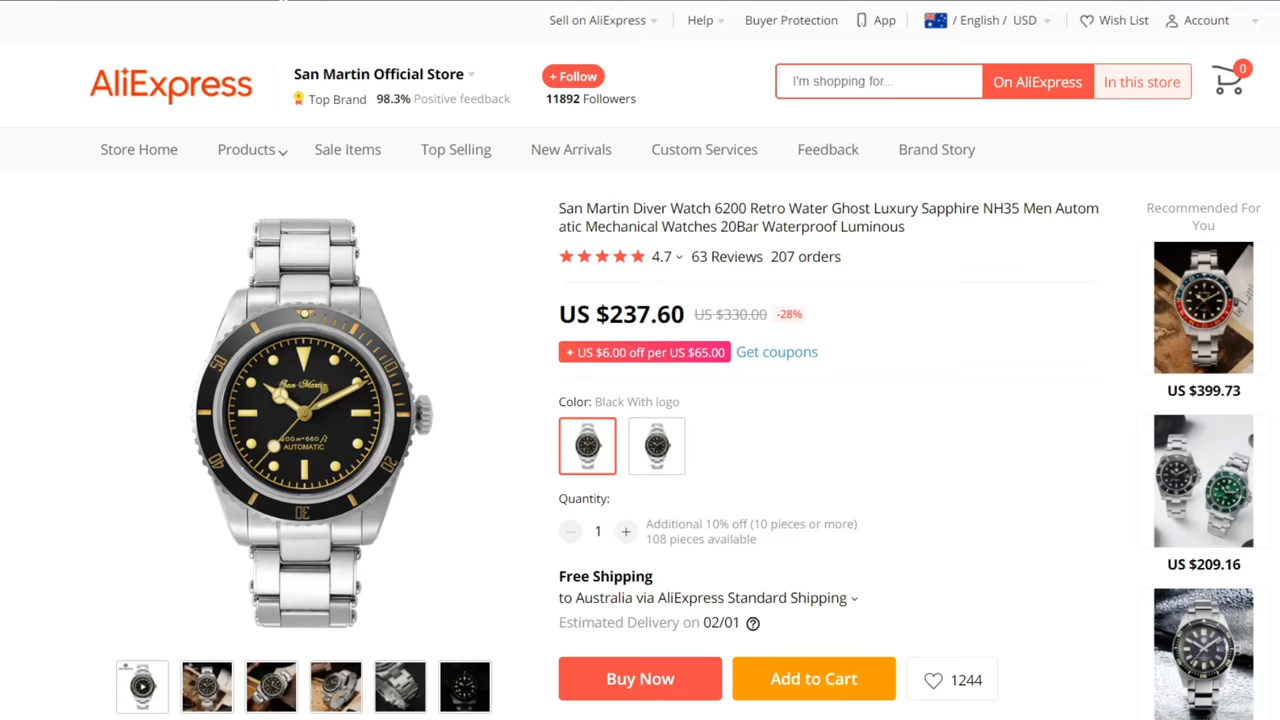 Sell on AliExpress
Help
Buyer Protection
App
/ English / USD
Wish List
Account
AliExpress
San Martin Official Store
Top Brand 98.3% Positive feedback
+ Follow
11892 Followers
I'm shopping for...
On AliExpress
In this store
0
Store Home
Products
Sale Items
Top Selling
New Arrivals
Custom Services
Feedback
Brand Story
San Martin Diver Watch 6200 Retro Water Ghost Luxury Sapphire NH35 Men Autom
atic Mechanical Watches 20Bar Waterproof Luminous
4.7 63 Reviews 207 orders
US $237.60 US $330.00 -28%
+ US $6.00 off per US $65.00 Get coupons
Color: Black With logo
Quantity:
1
Additional 10% off (10 pieces or more)
108 pieces available
Free Shipping
to Australia via AliExpress Standard Shipping
Estimated Delivery on 02/01
Buy Now
Add to Cart
1244
San Martin
200m=660ft
AUTOMATIC
10
20
30
40
50
Recommended For
You
US $399.73
US $209.16